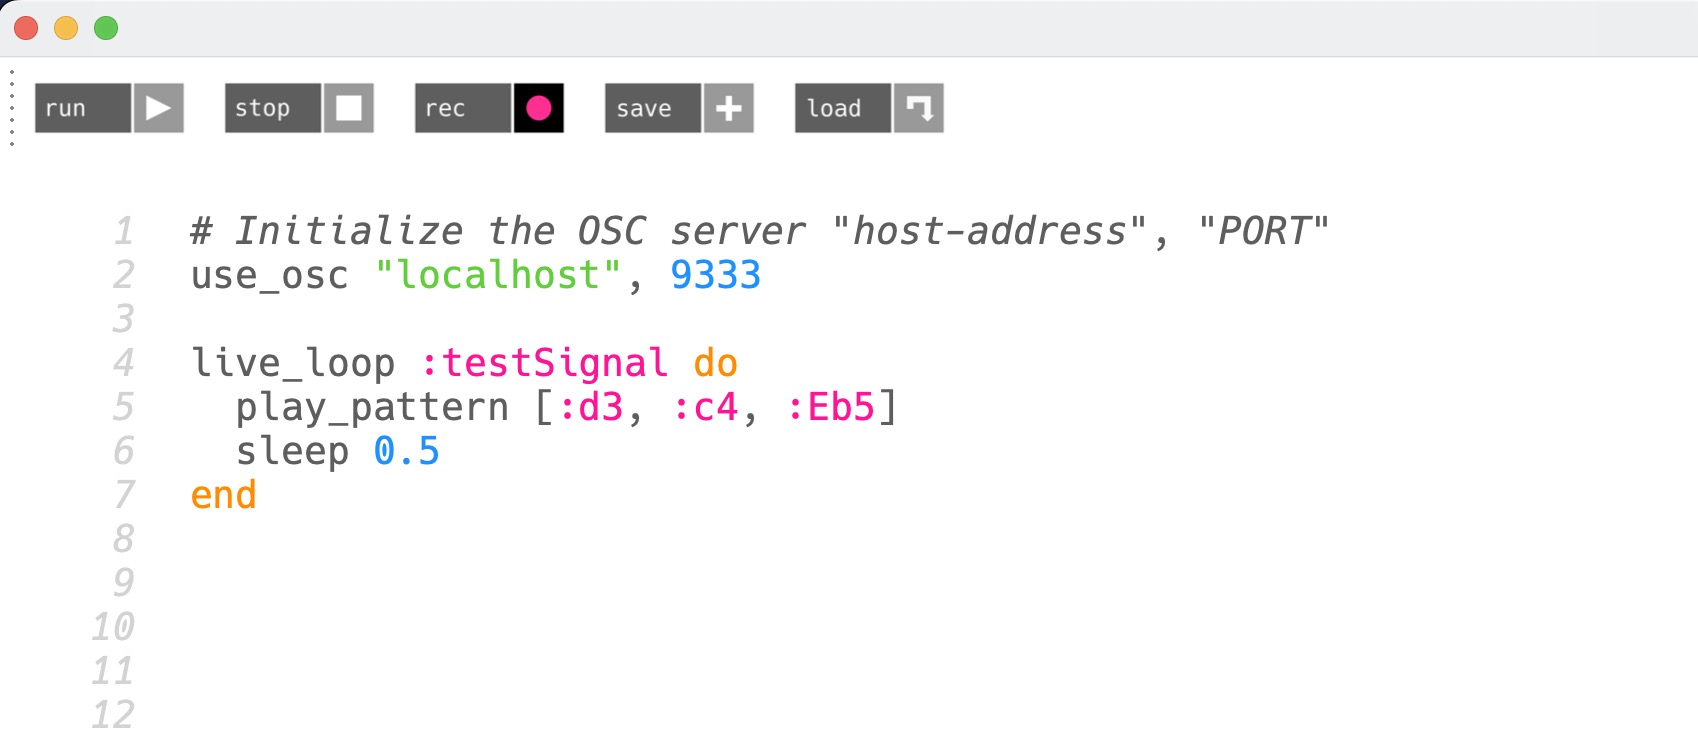 run stop rec save load
1 # Initialize the OSC server "host-address", "PORT"
2 use_osc "localhost", 9333
3
4 live_loop :testSignal do
5   play_pattern [:d3, :c4, :Eb5]
6   sleep 0.5
7 end
8
9
10
11
12